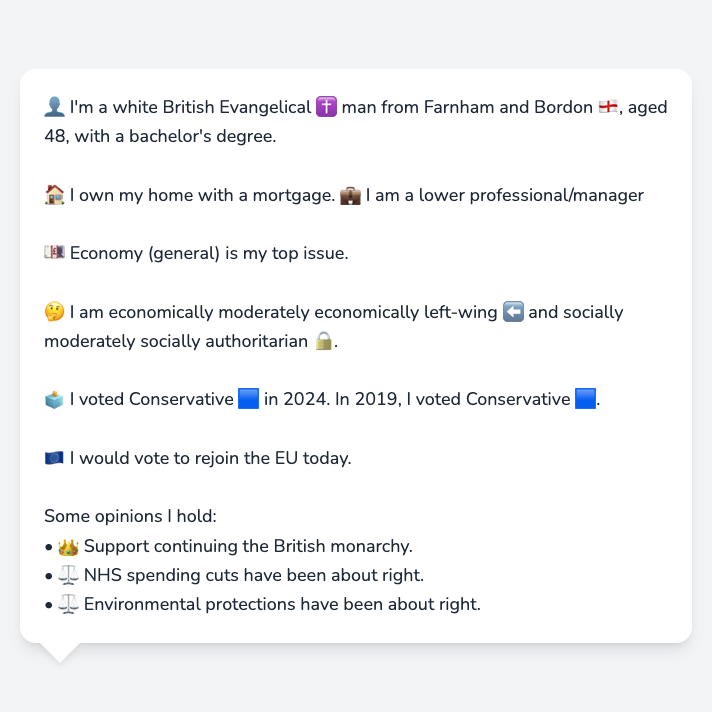 👤 I'm a white British Evangelical ✝️ man from Farnham and Bordon 🏴󠁧󠁢󠁥󠁮󠁧󠁿, aged
48, with a bachelor's degree.
🏠 I own my home with a mortgage. 💼 I am a lower professional/manager
💷 Economy (general) is my top issue.
🤔 I am economically moderately economically left-wing ⬅️ and socially
moderately socially authoritarian 🔒.
🗳️ I voted Conservative 🟦 in 2024. In 2019, I voted Conservative 🟦.
🇪🇺 I would vote to rejoin the EU today.
Some opinions I hold:
• 👑 Support continuing the British monarchy.
• ⚖️ NHS spending cuts have been about right.
• ⚖️ Environmental protections have been about right.